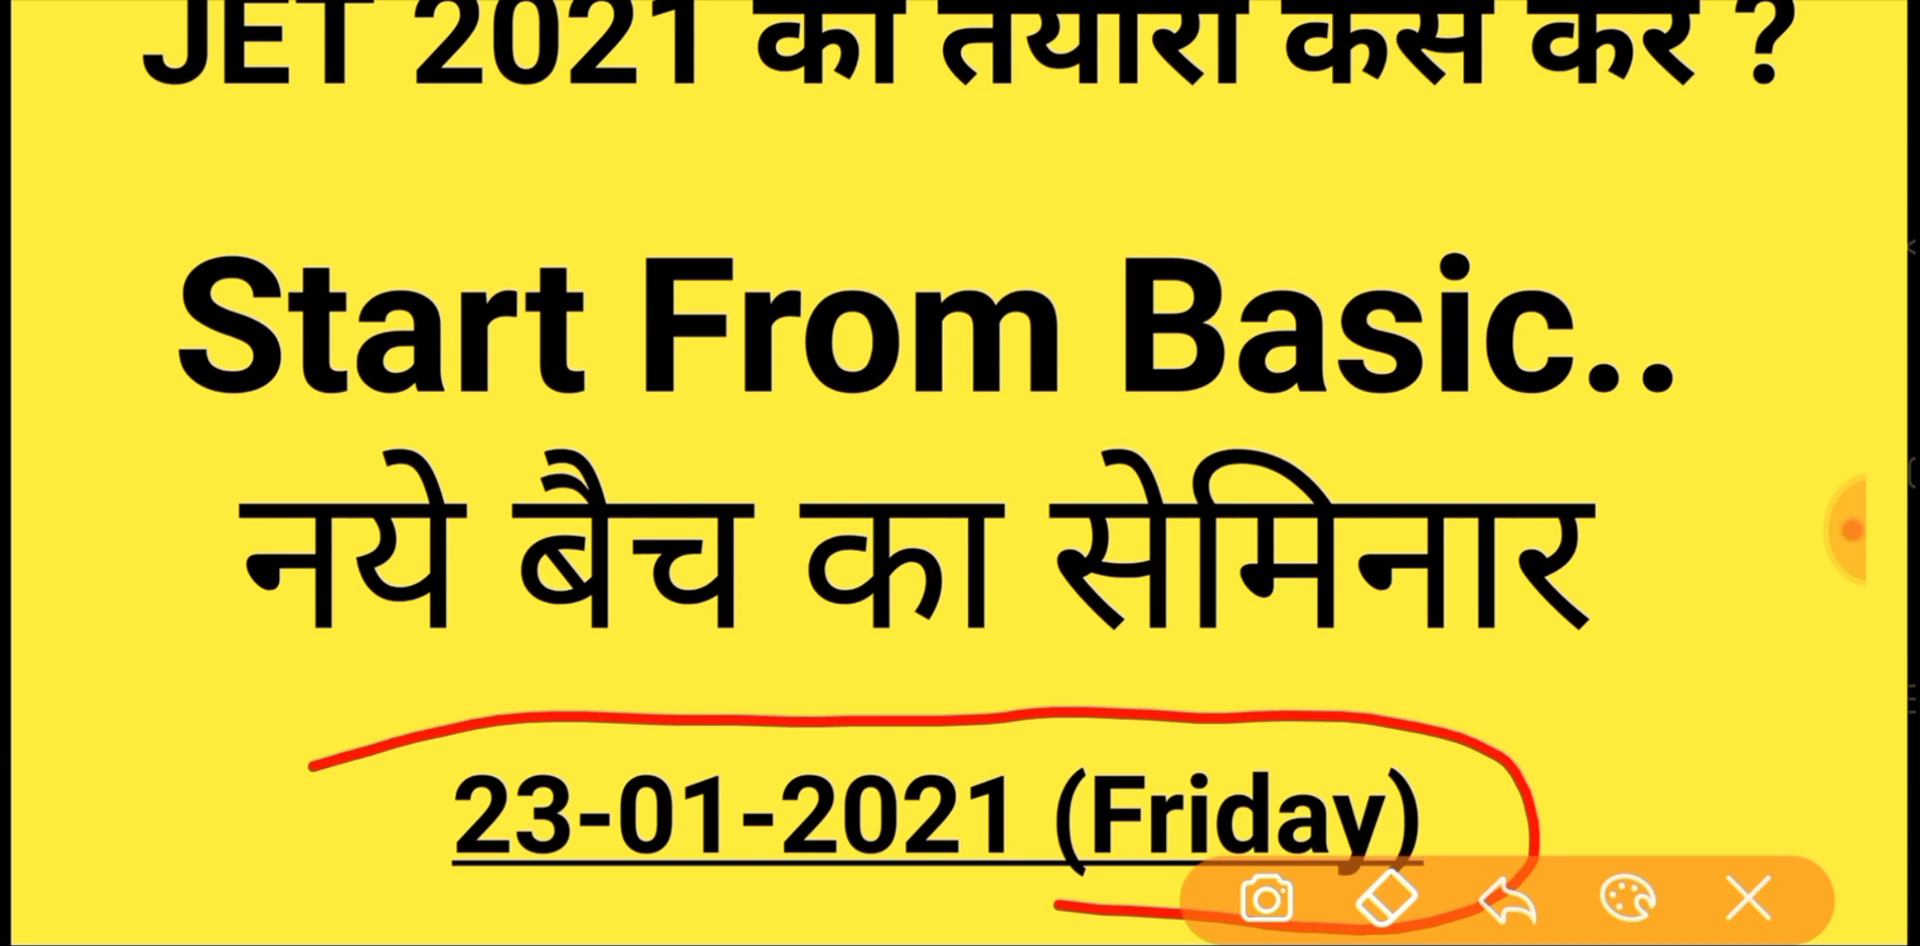 JET 2021 की तैयारी कैसे करें ?
Start From Basic..
नये बैच का सेमिनार
23-01-2021 (Friday)